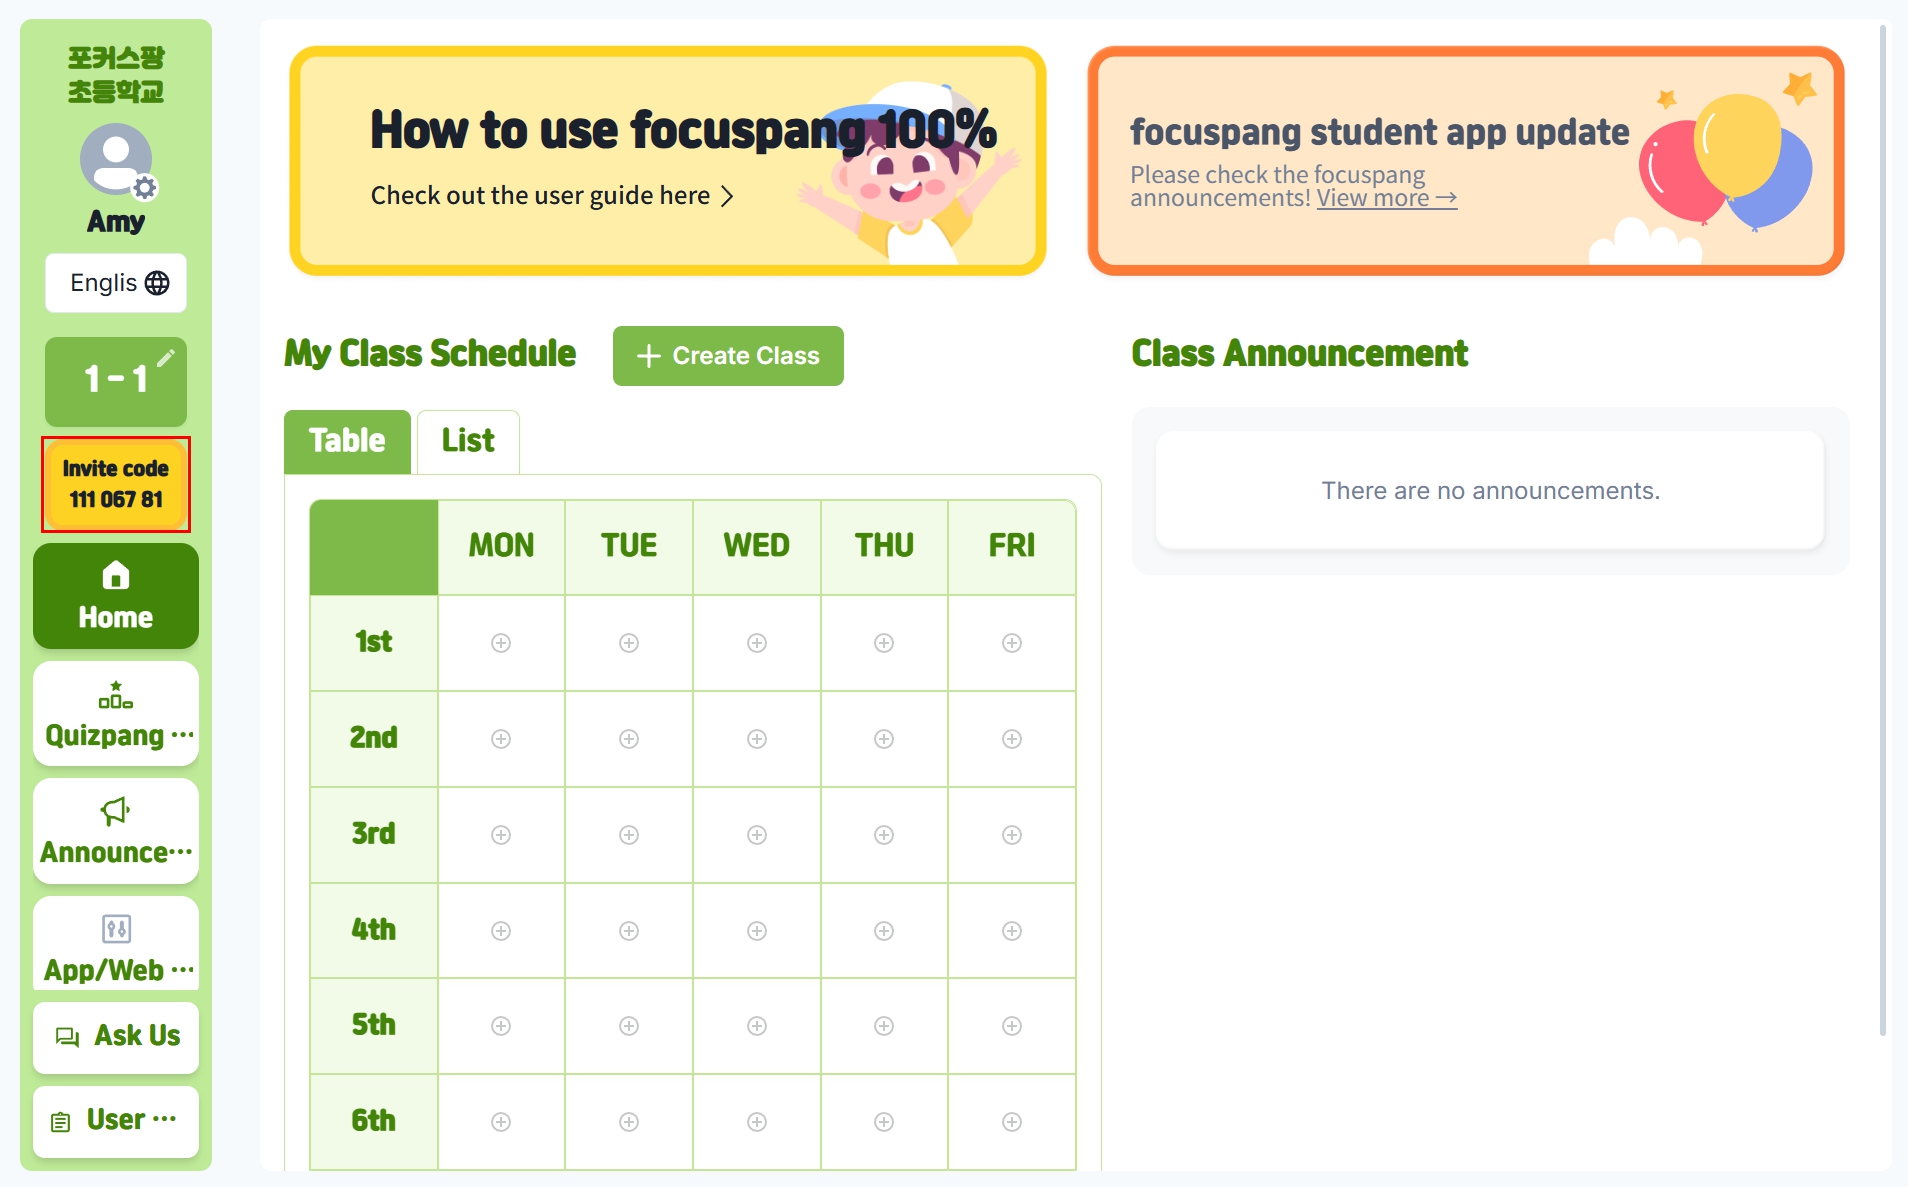 포커스팡
초등학교
Amy
Englis
1 - 1
Invite code
111 067 81
Home
Quizpang ···
Announce···
App/Web ···
Ask Us
User ···
How to use focuspang 100%
Check out the user guide here >
focuspang student app update
Please check the focuspang
announcements! View more →
My Class Schedule
+ Create Class
Table
List
MON TUE WED THU FRI
1st
2nd
3rd
4th
5th
6th
Class Announcement
There are no announcements.